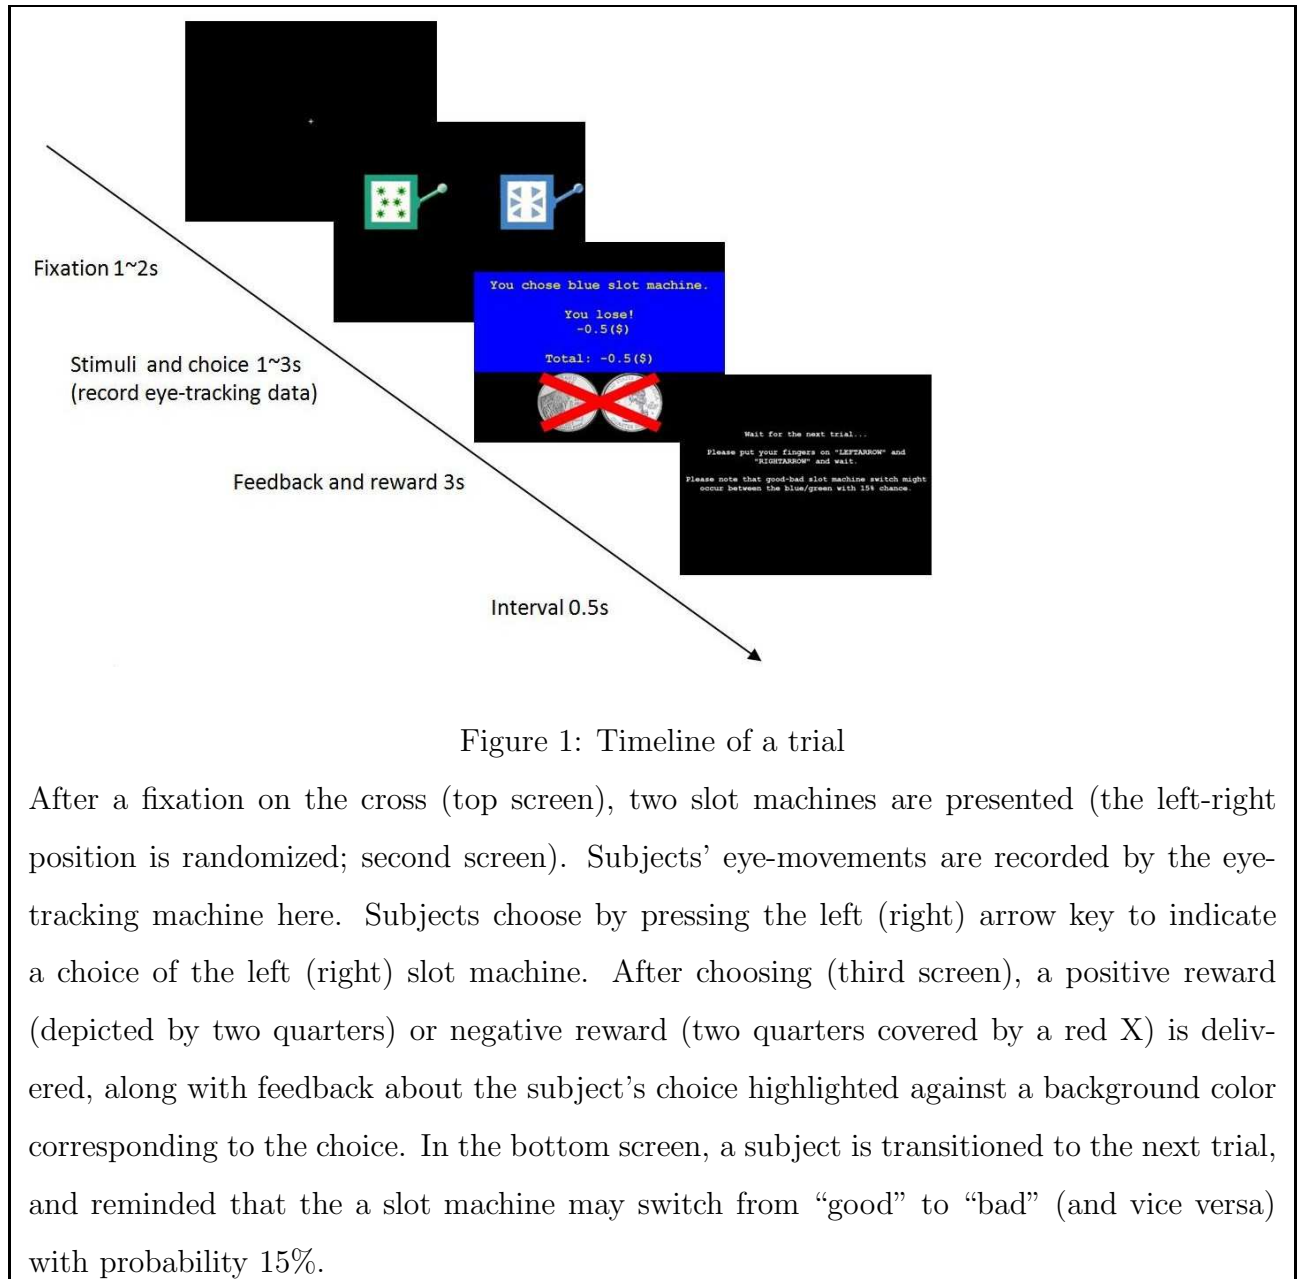 Fixation 1~2s
Stimuli and choice 1~3s
(record eye-tracking data)
You chose blue slot machine.
You lose!
-0.5($)
Total: -0.5($)
Feedback and reward 3s
Wait for the next trial...
Please put your fingers on "LEFTARROW" and
"RIGHTARROW" and wait.
Please note that good-bad slot machine switch might
occur between the blue/green with 15% chance.
Interval 0.5s
Figure 1: Timeline of a trial
After a fixation on the cross (top screen), two slot machines are presented (the left-right
position is randomized; second screen). Subjects' eye-movements are recorded by the eye-
tracking machine here. Subjects choose by pressing the left (right) arrow key to indicate
a choice of the left (right) slot machine. After choosing (third screen), a positive reward
(depicted by two quarters) or negative reward (two quarters covered by a red X) is deliv-
ered, along with feedback about the subject's choice highlighted against a background color
corresponding to the choice. In the bottom screen, a subject is transitioned to the next trial,
and reminded that the a slot machine may switch from “good” to “bad” (and vice versa)
with probability 15%.